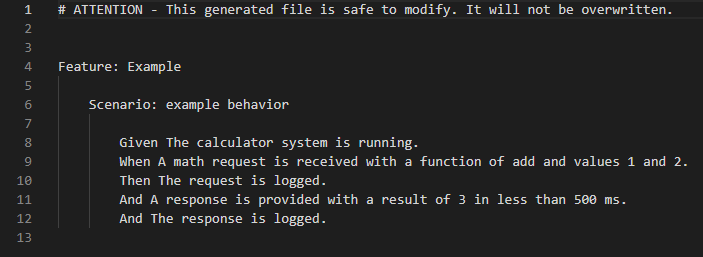 1 # ATTENTION - This generated file is safe to modify. It will not be overwritten.
2
3
4 Feature: Example
5
6 Scenario: example behavior
7
8 Given The calculator system is running.
9 When A math request is received with a function of add and values 1 and 2.
10 Then The request is logged.
11 And A response is provided with a result of 3 in less than 500 ms.
12 And The response is logged.
13